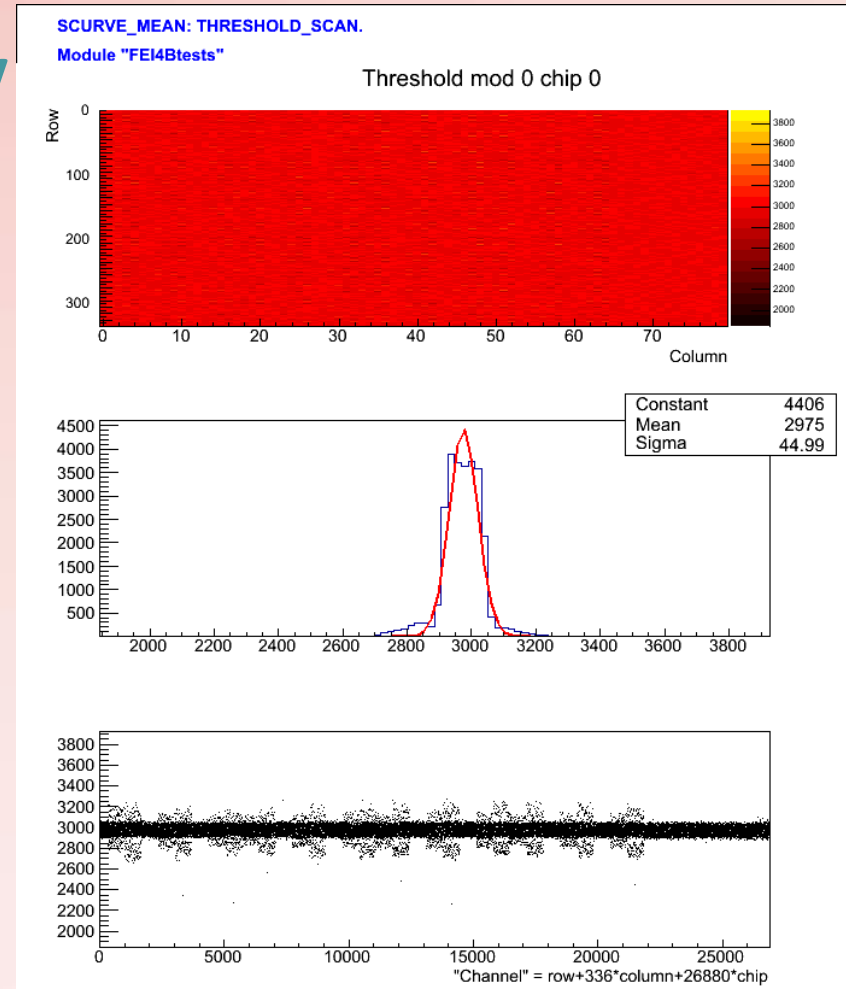 SCURVE_MEAN: THRESHOLD_SCAN.
Module "FEI4Btests"
Threshold mod 0 chip 0
Row
0
100
200
300
0 10 20 30 40 50 60 70
Column
3800
3600
3400
3200
3000
2800
2600
2400
2200
2000
Constant 4406
Mean 2975
Sigma 44.99
4500
4000
3500
3000
2500
2000
1500
1000
500
2000 2200 2400 2600 2800 3000 3200 3400 3600 3800
3800
3600
3400
3200
3000
2800
2600
2400
2200
2000
0 5000 10000 15000 20000 25000
"Channel" = row+336*column+26880*chip